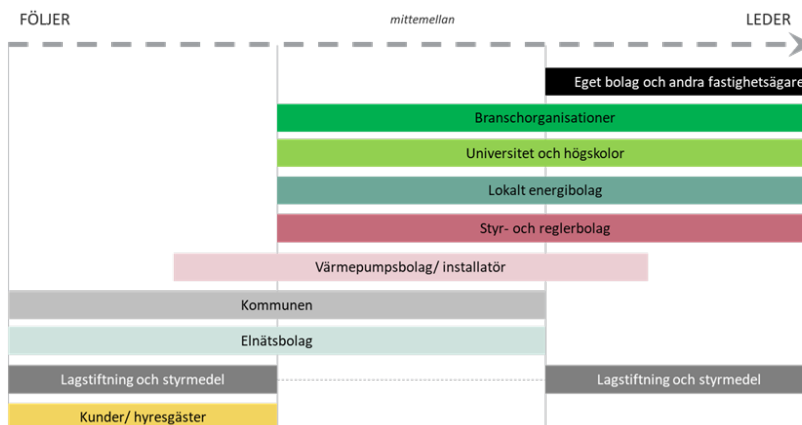 FÖLJER
mittemellan
LEDER
Eget bolag och andra fastighetsägare
Branschorganisationer
Universitet och högskolor
Lokalt energibolag
Styr- och reglerbolag
Värmepumpsbolag/ installatör
Kommunen
Elnätsbolag
Lagstiftning och styrmedel
Lagstiftning och styrmedel
Kunder/ hyresgäster